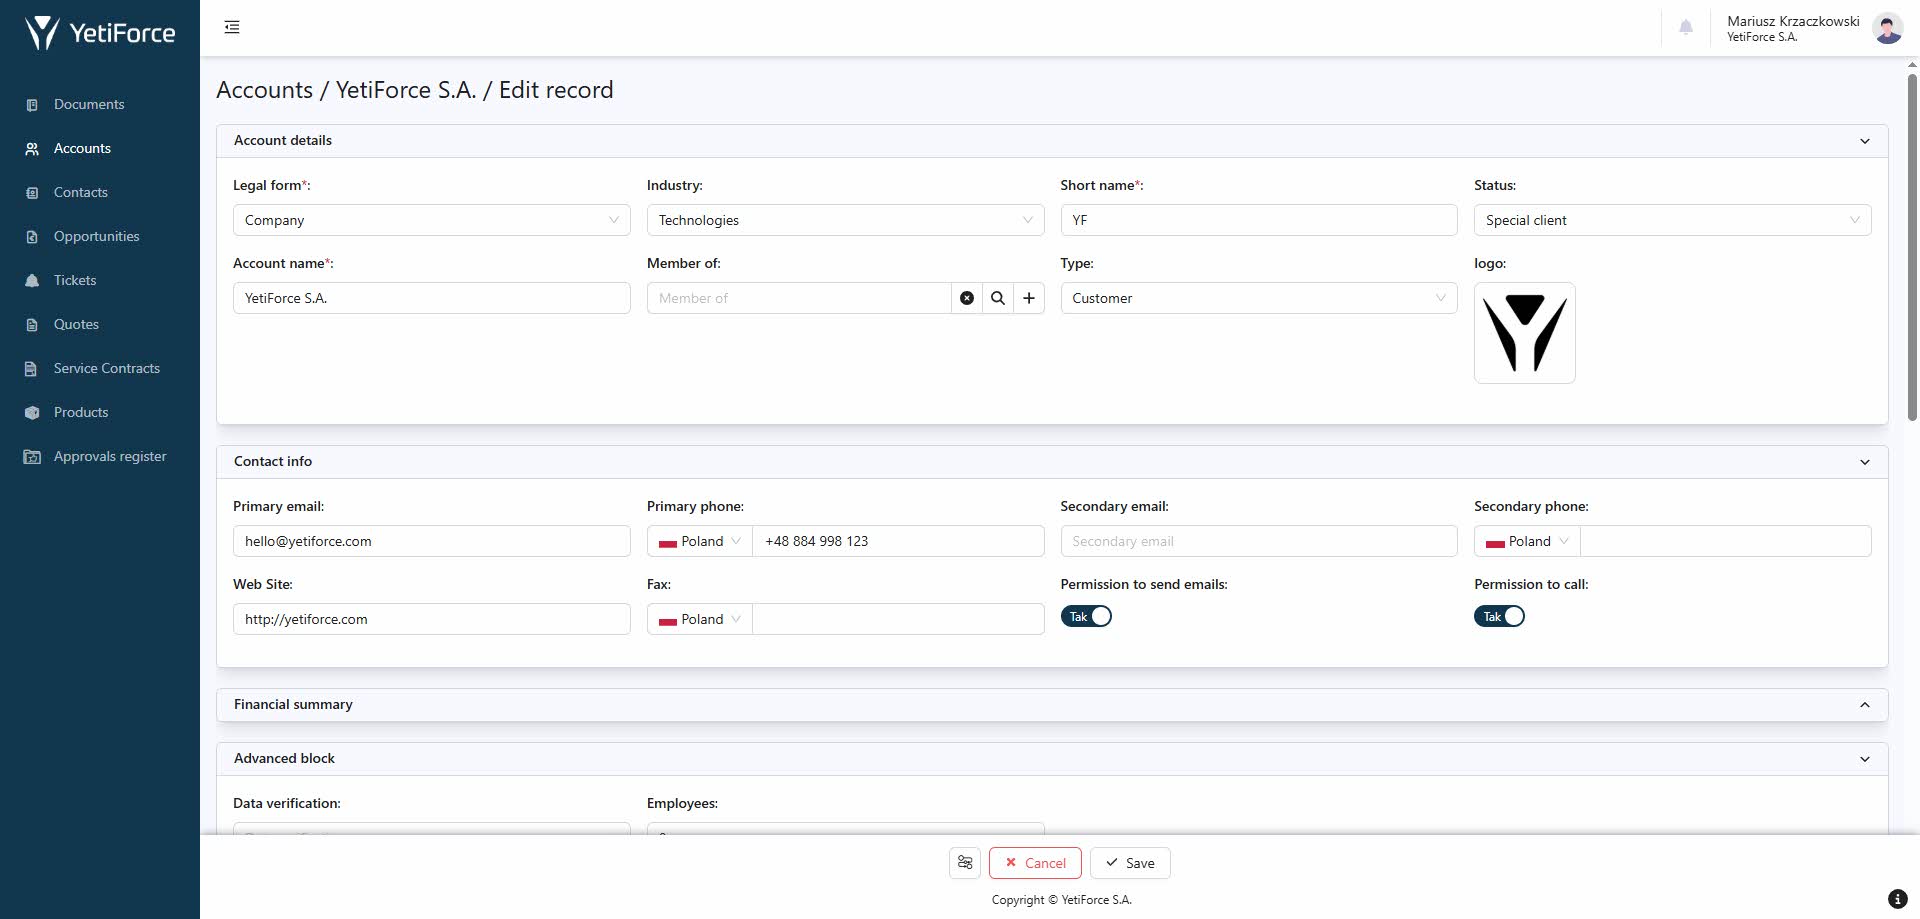 YetiForce
Mariusz Krzaczkowski
YetiForce S.A.
Documents
Accounts
Contacts
Opportunities
Tickets
Quotes
Service Contracts
Products
Approvals register
Accounts / YetiForce S.A. / Edit record
Account details
Legal form*: Industry: Short name*: Status:
Company Technologies YF Special client
Account name*: Member of: Type: logo:
YetiForce S.A. Member of Customer
Contact info
Primary email: Primary phone: Secondary email: Secondary phone:
hello@yetiforce.com Poland +48 884 998 123 Secondary email Poland
Web Site: Fax: Permission to send emails: Permission to call:
http://yetiforce.com Poland Tak Tak
Financial summary
Advanced block
Data verification: Employees:
Cancel Save
Copyright © YetiForce S.A.